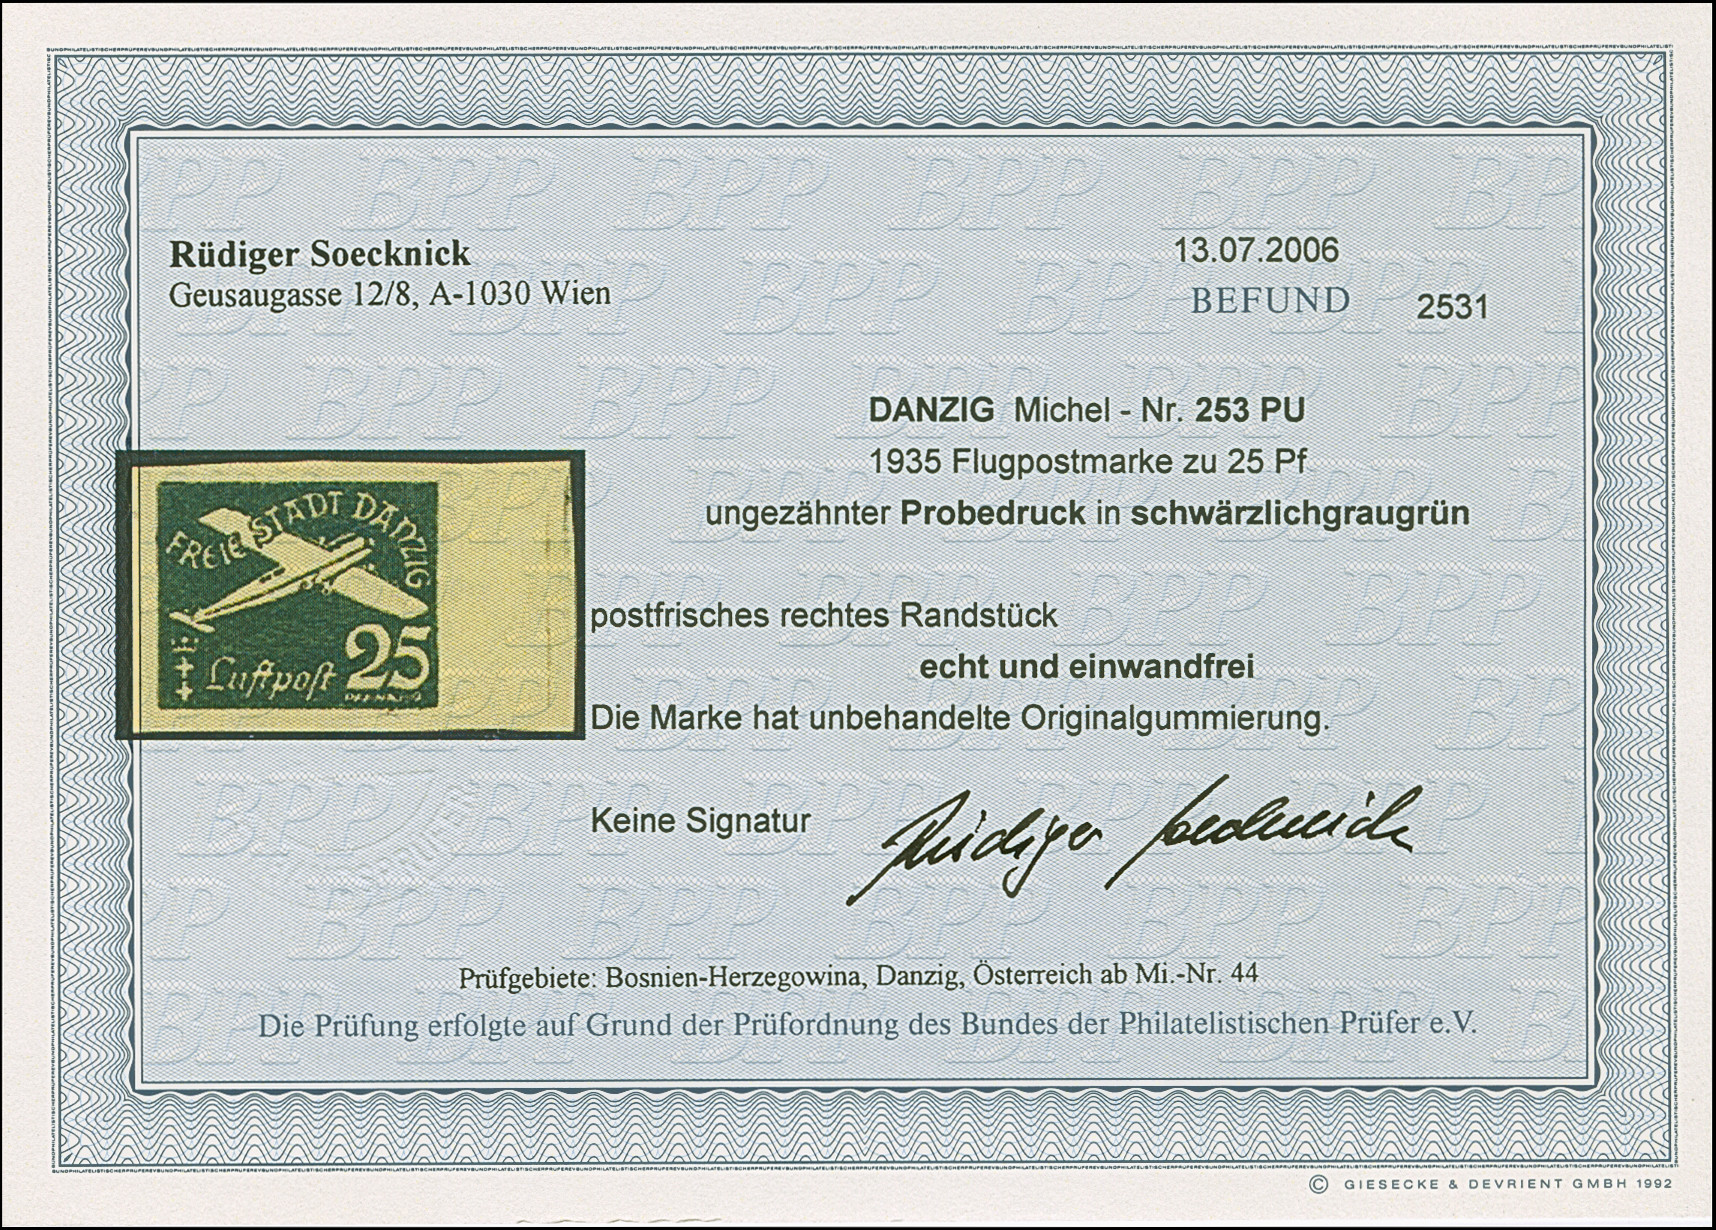 Rüdiger Soecknick
Geusaugasse 12/8, A-1030 Wien
13.07.2006
BEFUND 2531
DANZIG Michel - Nr. 253 PU
1935 Flugpostmarke zu 25 Pf
ungezähnter Probedruck in schwärzlichgraugrün
FREIE STADT DANZIG
25
Luftpost
PFENNIG
postfrisches rechtes Randstück
echt und einwandfrei
Die Marke hat unbehandelte Originalgummierung.
Keine Signatur
Rüdiger Soecknick
Prüfgebiete: Bosnien-Herzegowina, Danzig, Österreich ab Mi.-Nr. 44
Die Prüfung erfolgte auf Grund der Prüfordnung des Bundes der Philatelistischen Prüfer e.V.
© GIESECKE & DEVRIENT GMBH 1992